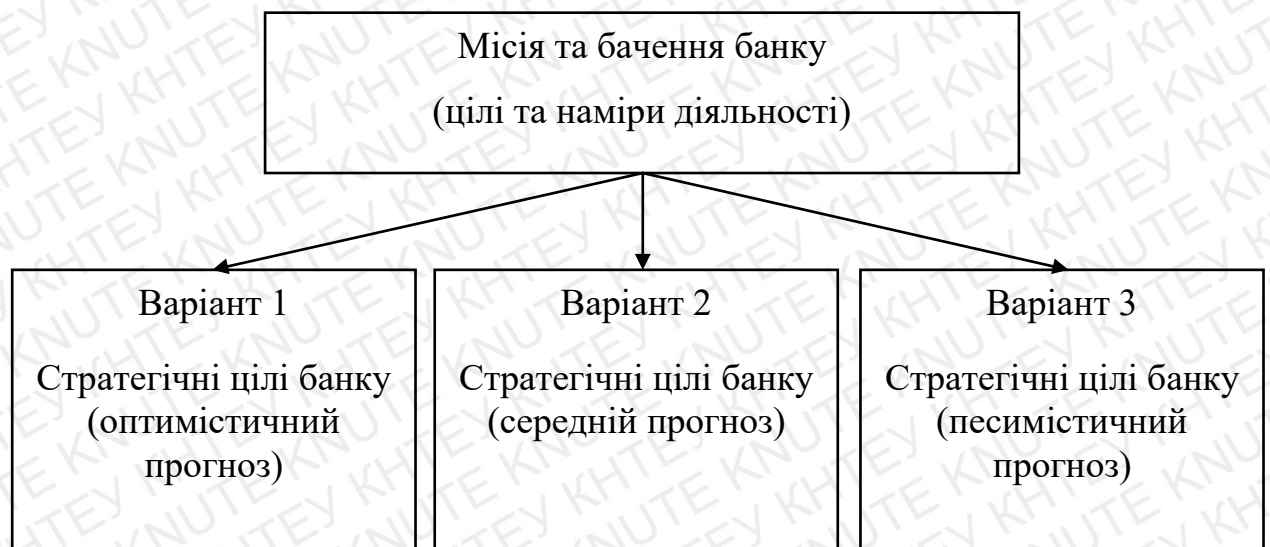 Місія та бачення банку
(цілі та наміри діяльності)
Варіант 1
Стратегічні цілі банку
(оптимістичний
прогноз)
Варіант 2
Стратегічні цілі банку
(середній прогноз)
Варіант 3
Стратегічні цілі банку
(песимістичний
прогноз)